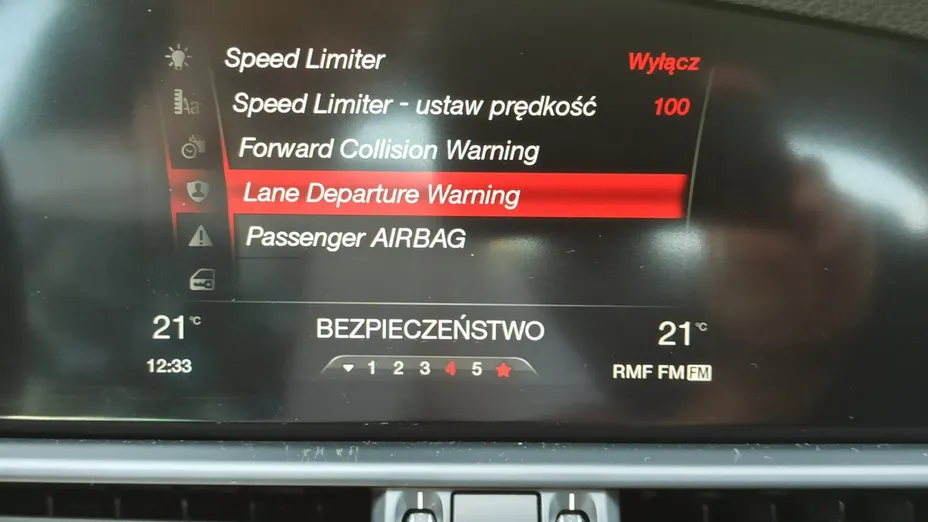 Speed Limiter Wyłącz
Speed Limiter - ustaw prędkość 100
Forward Collision Warning
Lane Departure Warning
Passenger AIRBAG
Aa
21°C BEZPIECZEŃSTWO 21°C
12:33 1 2 3 4 5 RMF FM FM